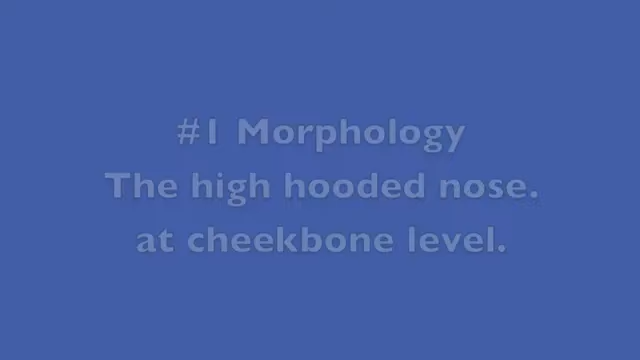 #1 Morphology
The high hooded nose.
at cheekbone level.